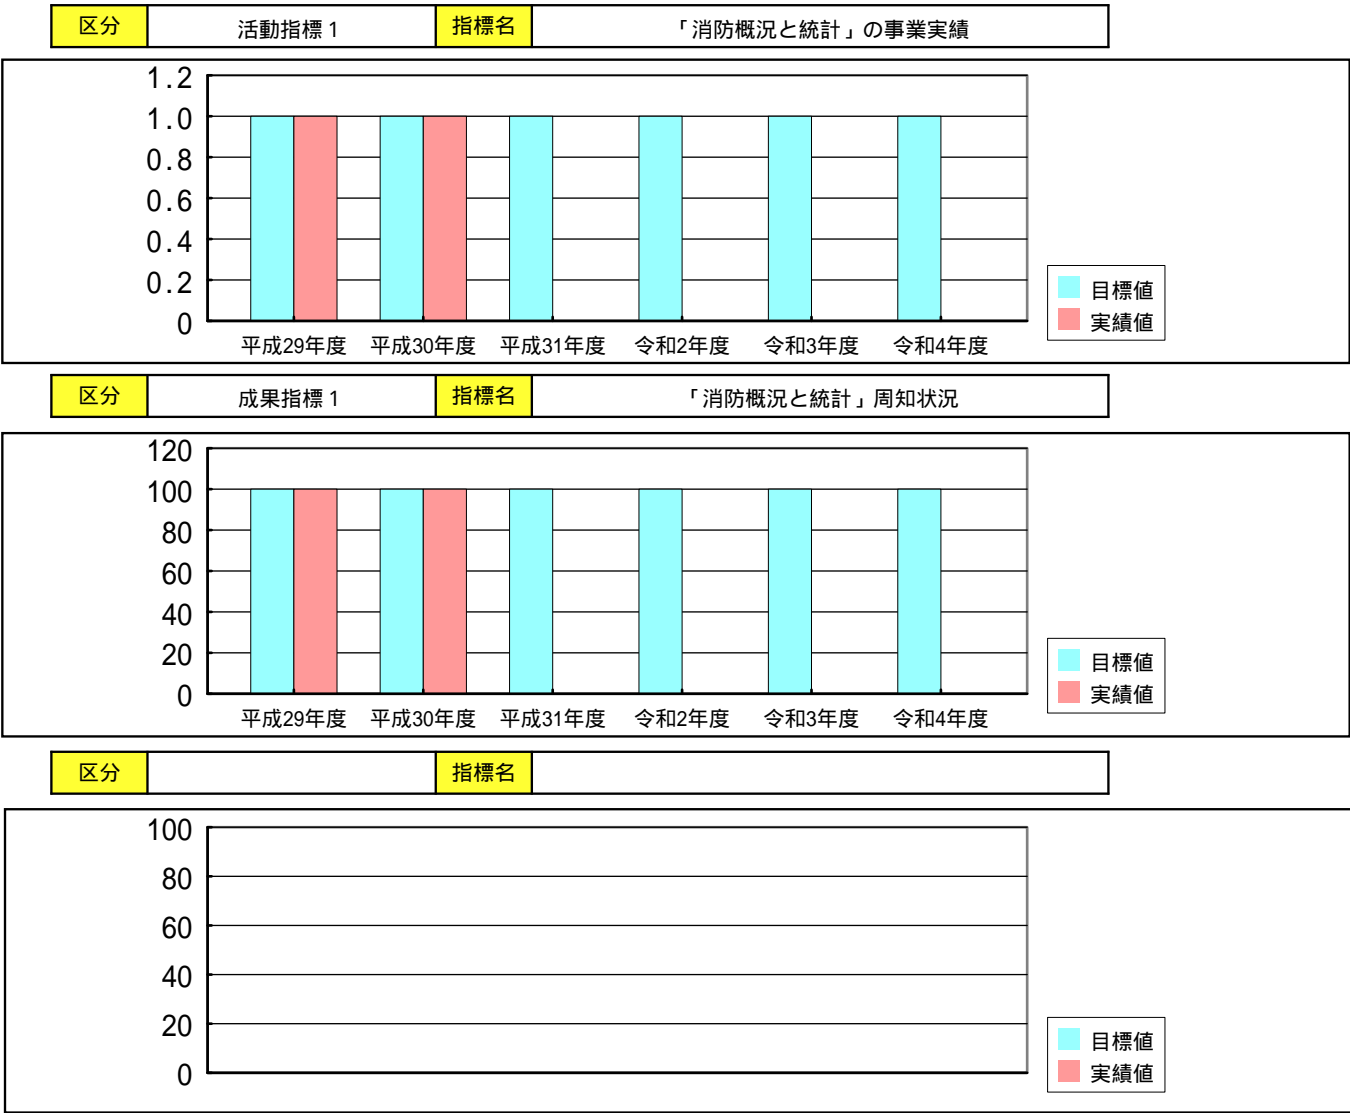 区分 活動指標１ 指標名 「消防概況と統計」の事業実績
1.2
1.0
0.8
0.6
0.4
0.2
0
平成29年度 平成30年度 平成31年度 令和2年度 令和3年度 令和4年度
目標値
実績値
区分 成果指標１ 指標名 「消防概況と統計」周知状況
120
100
80
60
40
20
0
平成29年度 平成30年度 平成31年度 令和2年度 令和3年度 令和4年度
目標値
実績値
区分 指標名
100
80
60
40
20
0
目標値
実績値